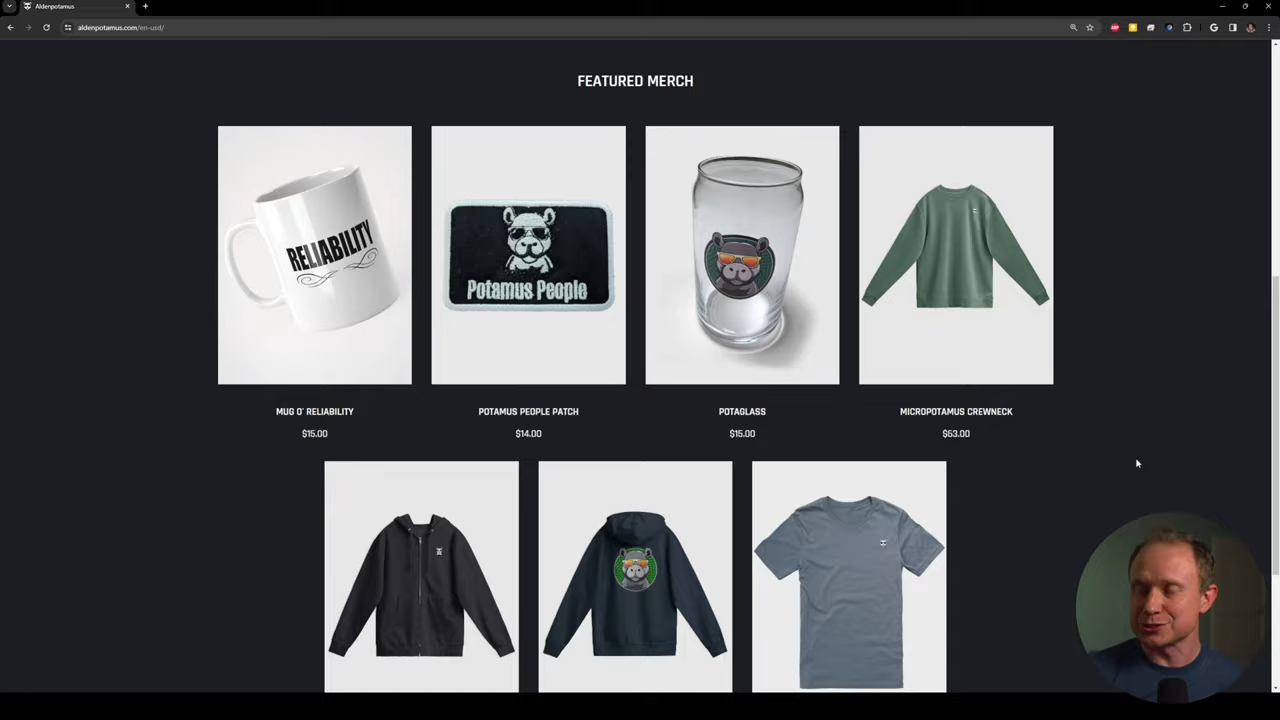 Aldenpotamus
aldenpotamus.com/en-usd/
FEATURED MERCH
RELIABILITY
Potamus People
MUG O' RELIABILITY
POTAMUS PEOPLE PATCH
POTAGLASS
MICROPOTAMUS CREWNECK
$15.00
$14.00
$15.00
$63.00